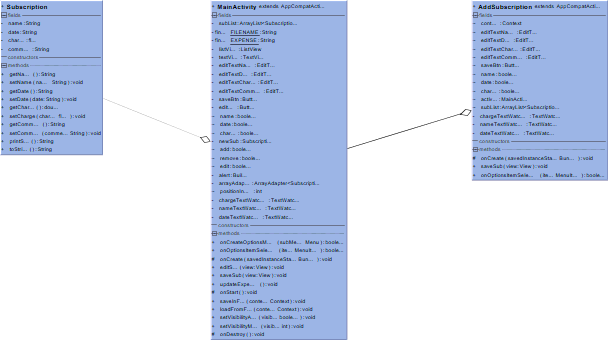 Subscription
fields
name :String
date: String
char... :fl...
comm... :String
constructors
methods
getNa... ():String
setName (na... String ):void
getDate() :String
setDate (date: String ):void
getChar... ():dou...
setCharge (char... fl... ):void
getComm... ():String
setComm... (comme... String ):void
printS... ():String
toStri... ():String
MainActivity extends AppCompatActi...
fields
subList :ArrayList<Subscriptio...
fin... FILENAME :String
fin... EXPENSE :String
listVi... :ListView
textVi... :TextVi...
editTextNa... :EditT...
editTextD... :EditT...
editTextChar... :EditT...
editTextComm... :EditT...
saveBtn :Butt...
edit... :Butt...
name: boole...
date: boole...
char... :boole...
newSub :Subscripti...
add: boole...
remove: boole...
edit: boole...
alert: Buil...
arrayAdap... :ArrayAdapter<Subscripti...
positionIn... :int
chargeTextWatc... :TextWatc...
nameTextWatc... :TextWatc...
dateTextWatc... :TextWatc...
constructors
methods
onCreateOptionsM... (subMe... Menu ):boole...
onOptionsItemSele... (ite... MenuIt... ):boole...
onCreate (savedInstanceSta... Bun... ):void
editS... (view: View ):void
saveSub (view: View ):void
updateExpe... ():void
onStart() :void
saveInF... (conte... Context ):void
loadFromF... (conte... Context ):void
setVisibilityA... (visib... boole... ):void
setVisibilityM... (visib... int ):void
onDestroy() :void
AddSubscription extends AppCompatActi...
fields
cont... :Context
editTextNa... :EditT...
editTextD... :EditT...
editTextChar... :EditT...
editTextComm... :EditT...
saveBtn :Butt...
name: boole...
date: boole...
char... :boole...
activ... :MainActi...
subList :ArrayList<Subscriptio...
chargeTextWatc... :TextWatc...
nameTextWatc... :TextWatc...
dateTextWatc... :TextWatc...
constructors
methods
onCreate (savedInstanceSta... Bun... ):void
saveSub (view: View ):void
onOptionsItemSelec... (ite... MenuIt... ):boole...